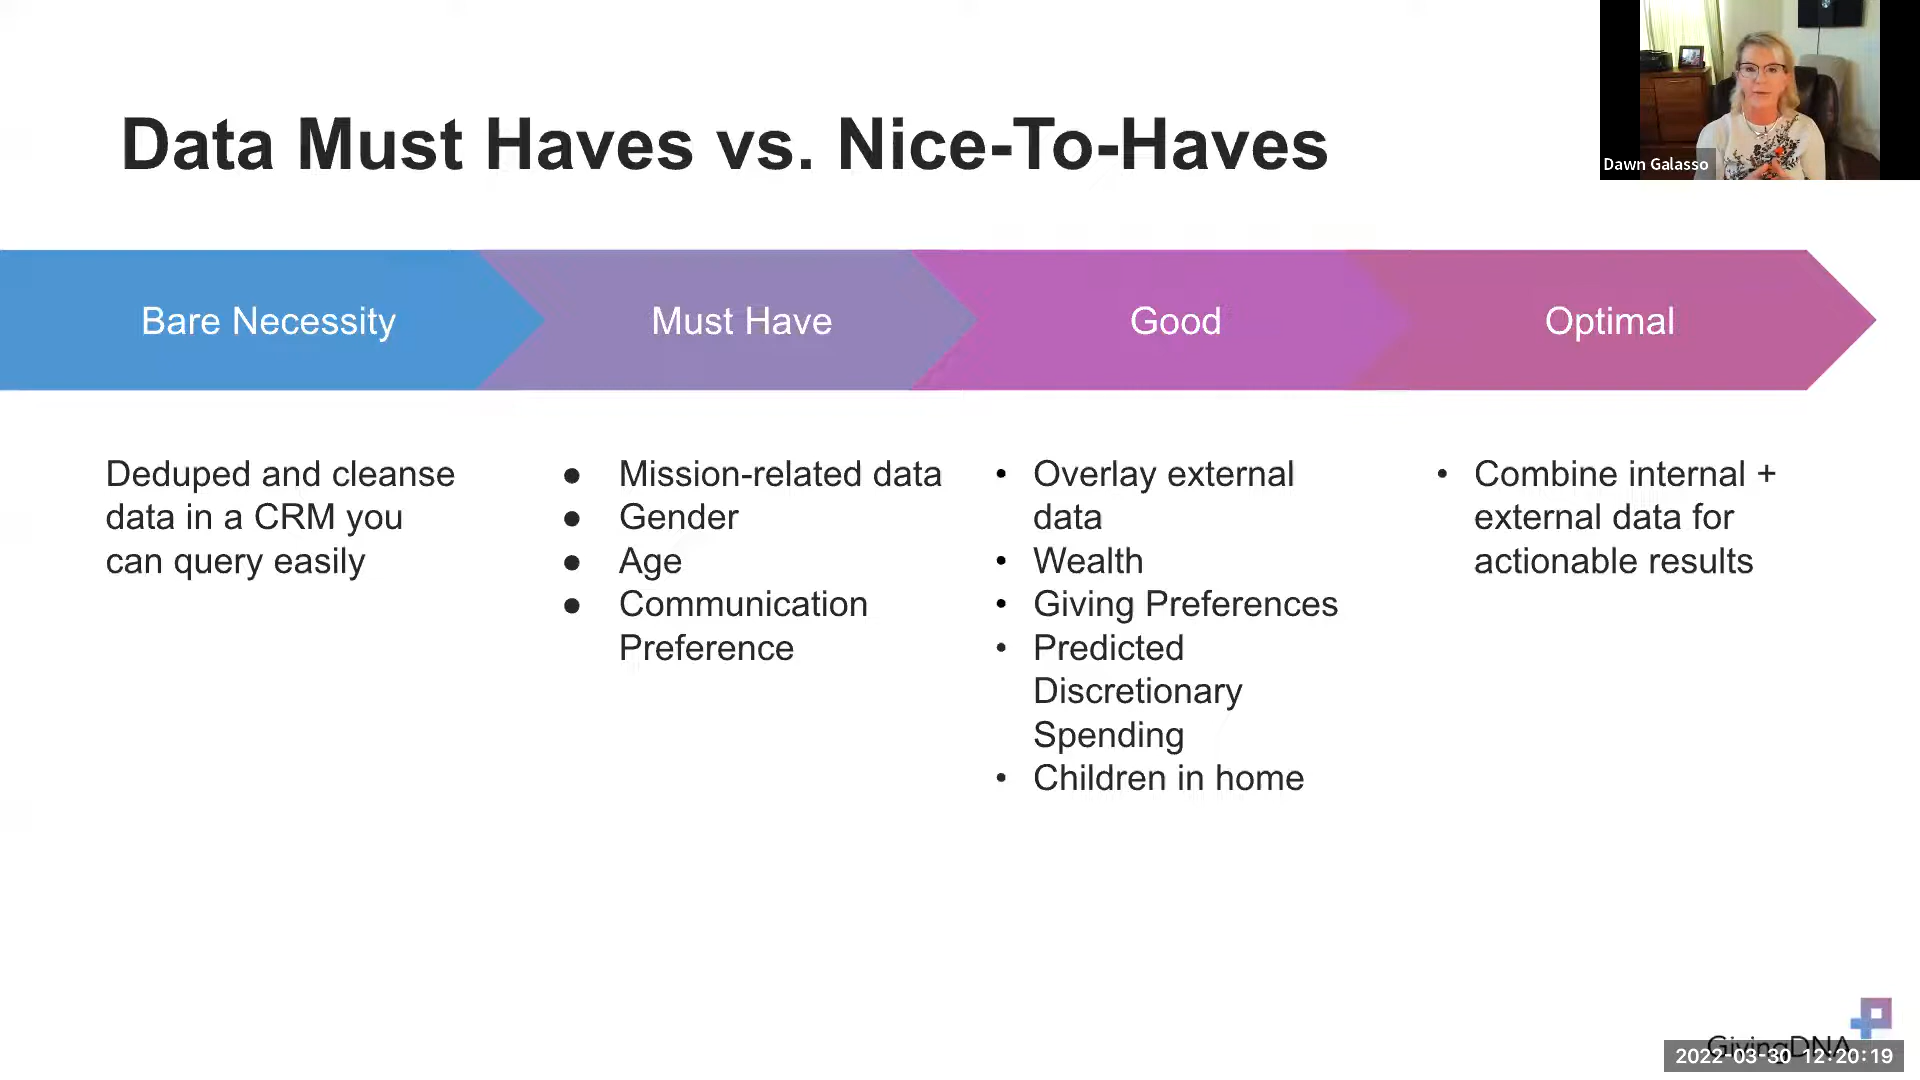 Data Must Haves vs. Nice-To-Haves
Dawn Galasso
Bare Necessity
Must Have
Good
Optimal
Deduped and cleanse
data in a CRM you
can query easily
● Mission-related data
● Gender
● Age
● Communication
Preference
• Overlay external
data
• Wealth
• Giving Preferences
• Predicted
Discretionary
Spending
• Children in home
• Combine internal +
external data for
actionable results
GivingDNA
2022-03-30 12:20:19